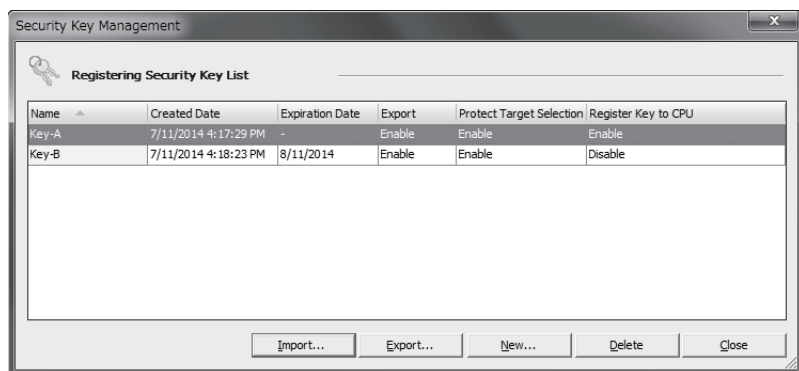 Security Key Management
x
Registering Security Key List
Name Created Date Expiration Date Export Protect Target Selection Register Key to CPU
Key-A 7/11/2014 4:17:29 PM - Enable Enable Enable
Key-B 7/11/2014 4:18:23 PM 8/11/2014 Enable Enable Disable
Import... Export... New... Delete Close